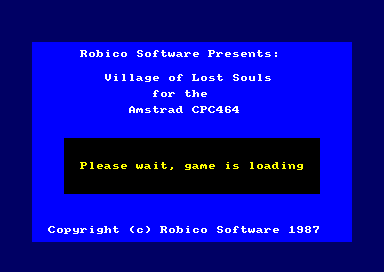 Robico Software Presents:
Village of Lost Souls
for the
Amstrad CPC464
Please wait, game is loading
Copyright (c) Robico Software 1987